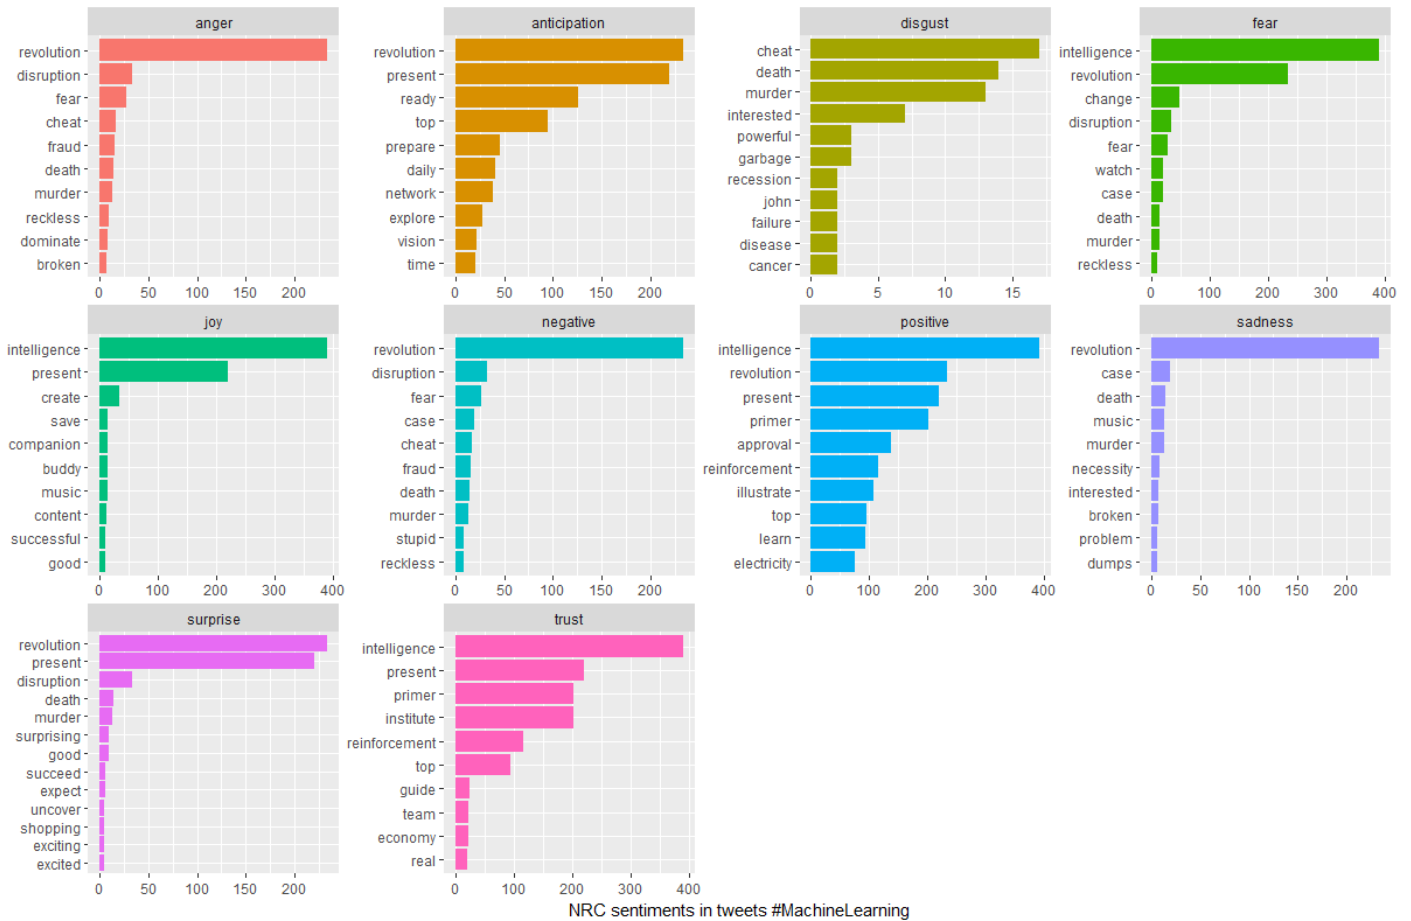 anger
revolution
disruption
fear
cheat
fraud
death
murder
reckless
dominate
broken
0 50 100 150 200
anticipation
revolution
present
ready
top
prepare
daily
network
explore
vision
time
0 50 100 150 200
disgust
cheat
death
murder
interested
powerful
garbage
recession
john
failure
disease
cancer
0 5 10 15
fear
intelligence
revolution
change
disruption
fear
watch
case
death
murder
reckless
0 100 200 300 400
joy
intelligence
present
create
save
companion
buddy
music
content
successful
good
0 100 200 300 400
negative
revolution
disruption
fear
case
cheat
fraud
death
murder
stupid
reckless
0 50 100 150 200
positive
intelligence
revolution
present
primer
approval
reinforcement
illustrate
top
learn
electricity
0 100 200 300 400
sadness
revolution
case
death
music
murder
necessity
interested
broken
problem
dumps
0 50 100 150 200
surprise
revolution
present
disruption
death
murder
surprising
good
succeed
expect
uncover
shopping
exciting
excited
0 50 100 150 200
trust
intelligence
present
primer
institute
reinforcement
top
guide
team
economy
real
0 100 200 300 400
NRC sentiments in tweets #MachineLearning